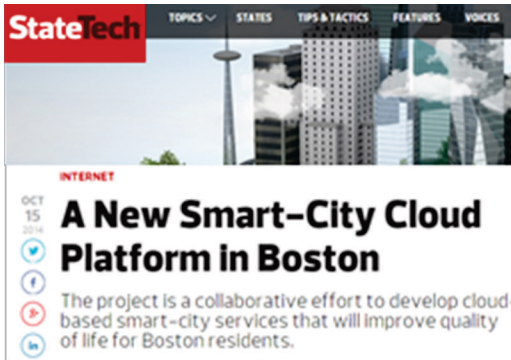 StateTech
TOPICS STATES TIPS & TACTICS FEATURES VOICES
INTERNET
OCT
15
2014
A New Smart-City Cloud
Platform in Boston
The project is a collaborative effort to develop cloud-
based smart-city services that will improve quality
of life for Boston residents.